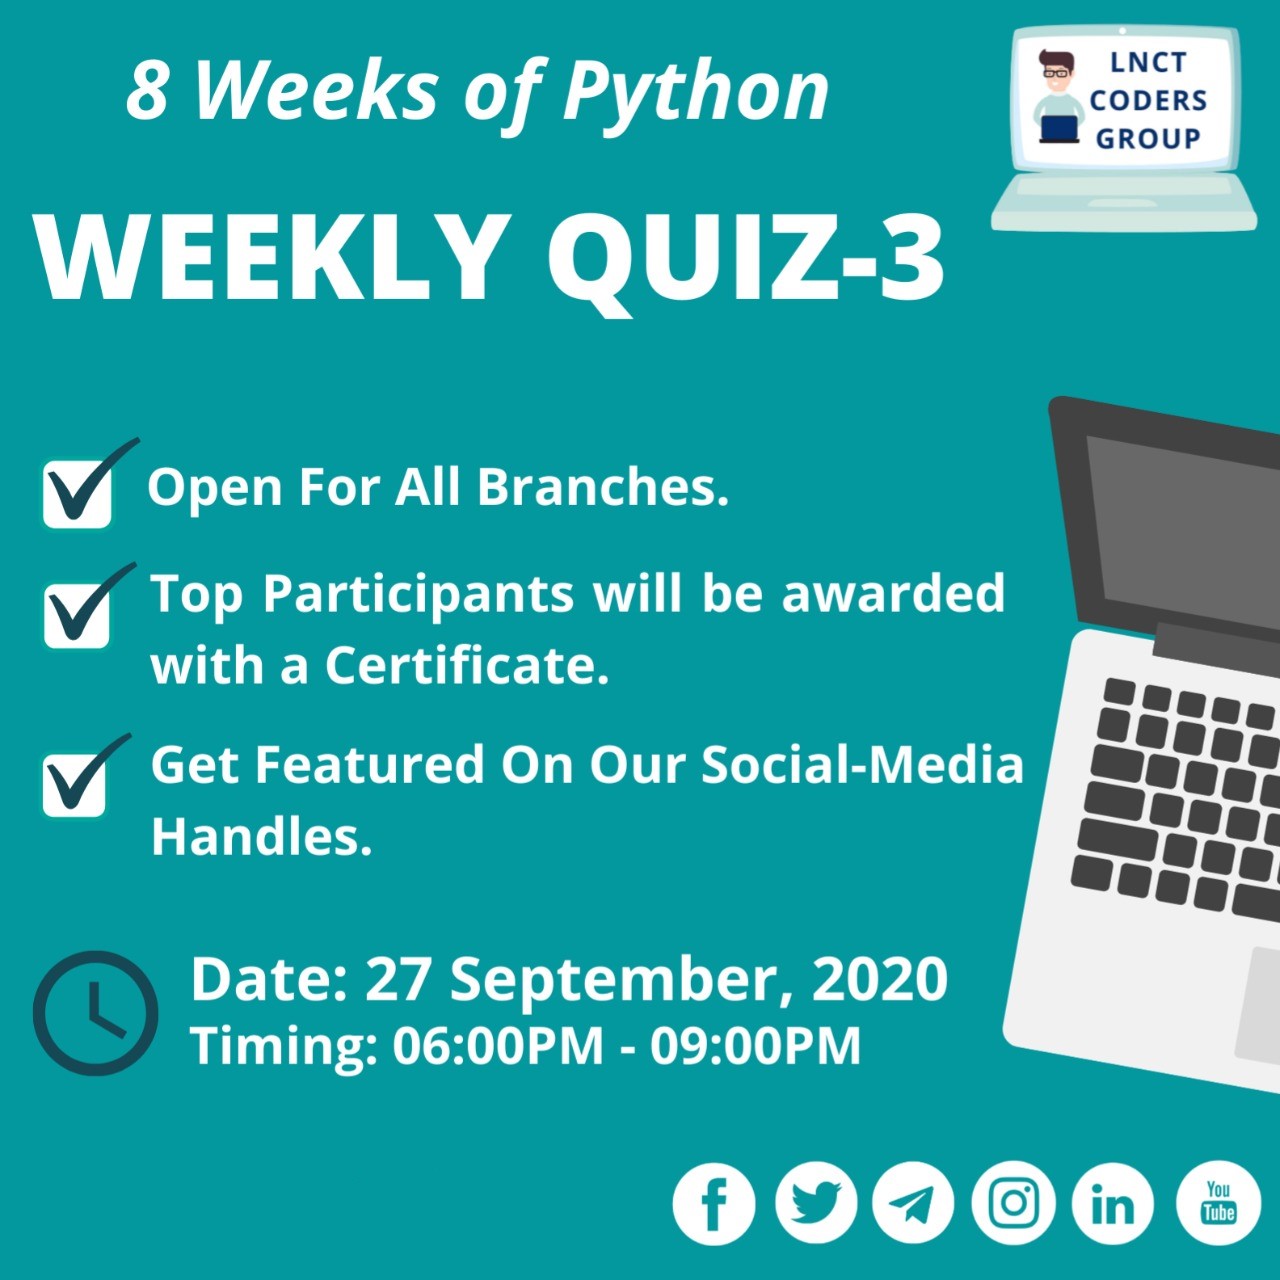 8 Weeks of Python
LNCT
CODERS
GROUP
WEEKLY QUIZ-3
Open For All Branches.
Top Participants will be awarded
with a Certificate.
Get Featured On Our Social-Media
Handles.
Date: 27 September, 2020
Timing: 06:00PM - 09:00PM
You
Tube